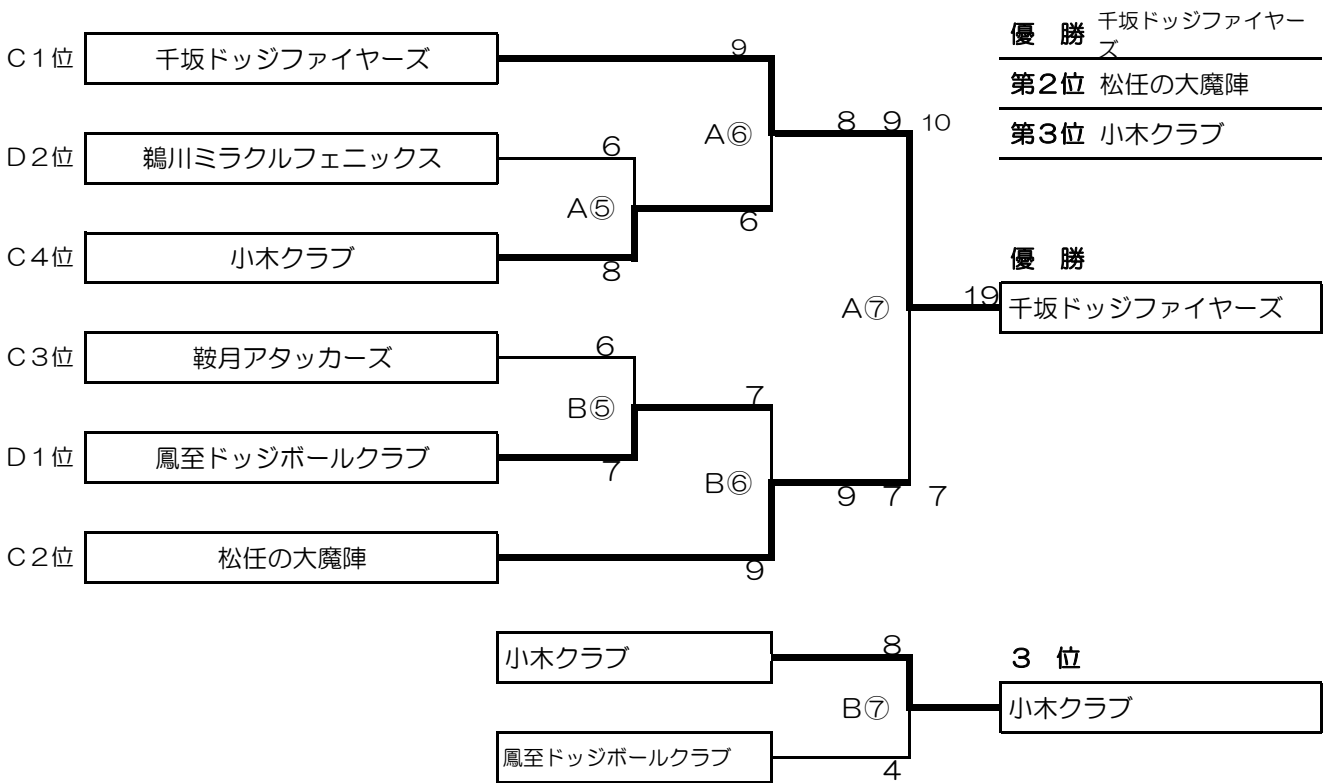 優　勝 千坂ドッジファイヤー
ズ
第２位 松任の大魔陣
第３位 小木クラブ
Ｃ１位 千坂ドッジファイヤーズ
9
Ａ⑥
8 9 10
Ｄ２位 鵜川ミラクルフェニックス
6
Ａ⑤
6
Ｃ４位 小木クラブ
8
優　勝
19 千坂ドッジファイヤーズ
Ａ⑦
Ｃ３位 鞍月アタッカーズ
6
Ｂ⑤
7
Ｄ１位 鳳至ドッジボールクラブ
7
Ｂ⑥
9 7 7
Ｃ２位 松任の大魔陣
9
小木クラブ
8
３　位
小木クラブ
Ｂ⑦
鳳至ドッジボールクラブ
4